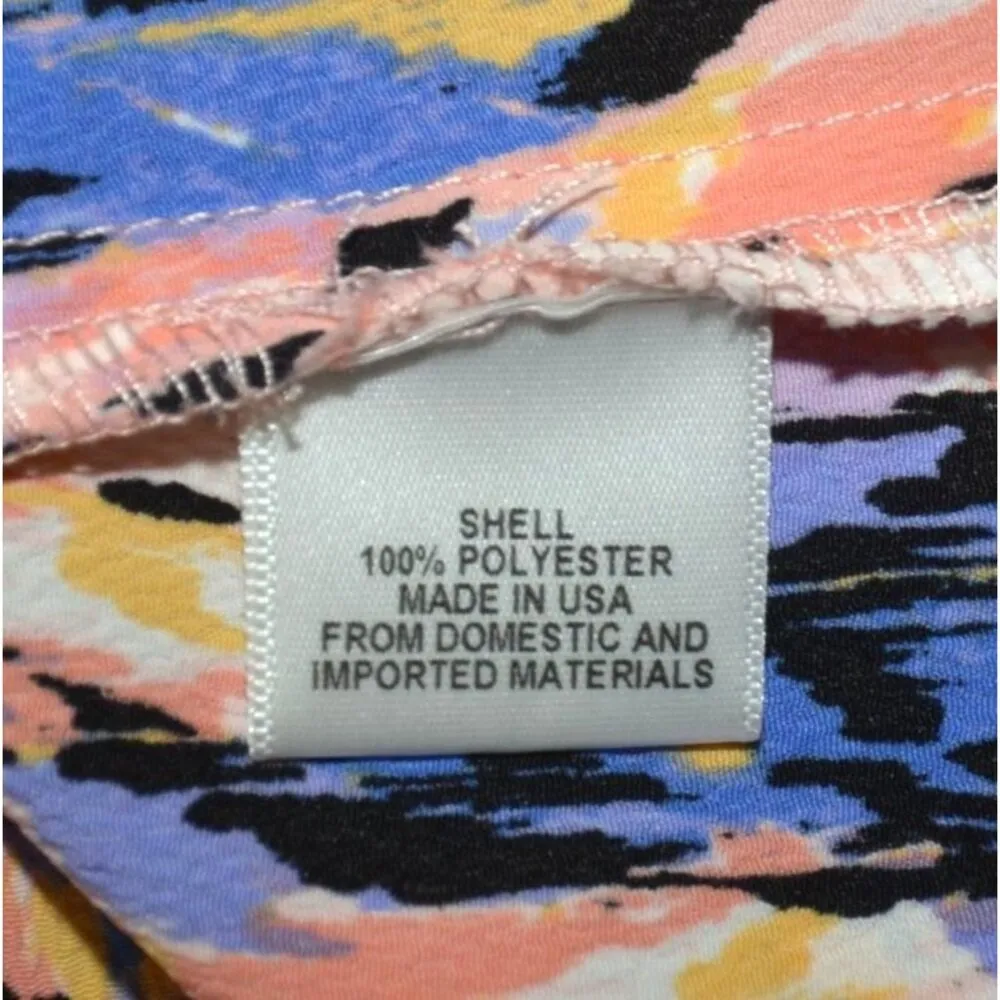 SHELL
100% POLYESTER
MADE IN USA
FROM DOMESTIC AND
IMPORTED MATERIALS